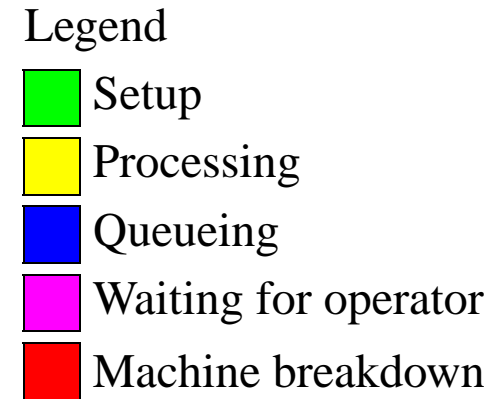 Legend
Setup
Processing
Queueing
Waiting for operator
Machine breakdown